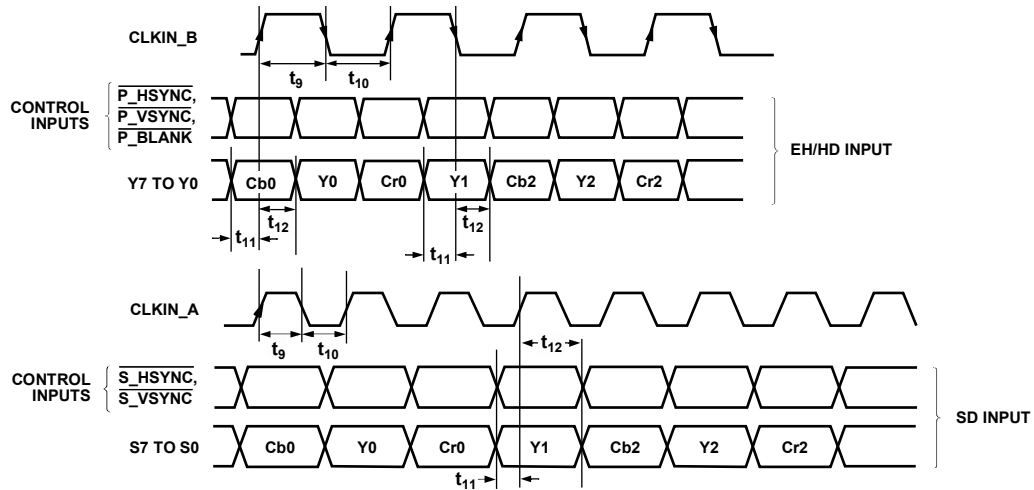 CLKIN_B
t9 t10
CONTROL
INPUTS
P_HSYNC,
P_VSYNC,
P_BLANK
EH/HD INPUT
Y7 TO Y0 Cb0 Y0 Cr0 Y1 Cb2 Y2 Cr2
t12 t12
t11 t11
CLKIN_A
t9 t10 t12
CONTROL
INPUTS
S_HSYNC,
S_VSYNC
SD INPUT
S7 TO S0 Cb0 Y0 Cr0 Y1 Cb2 Y2 Cr2
t11